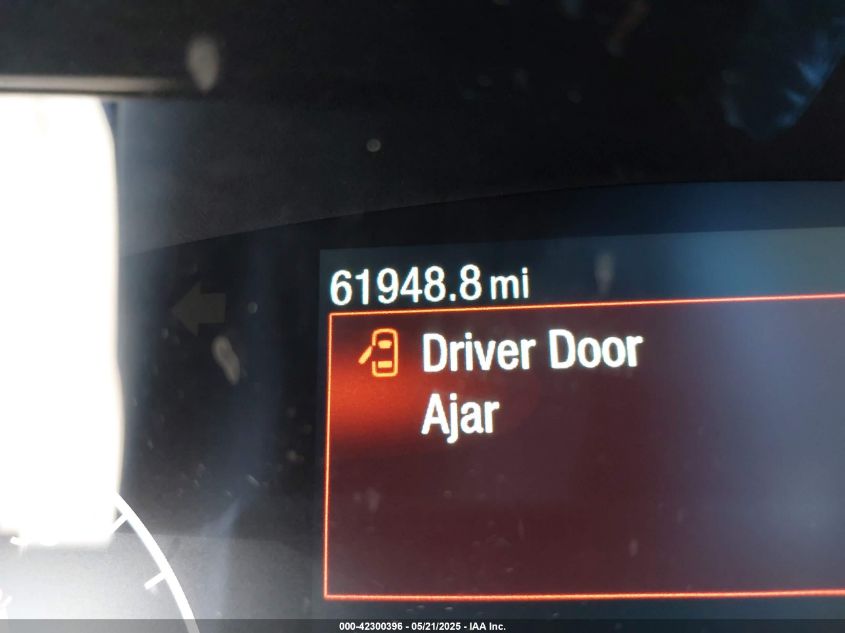 61948.8 mi
Driver Door
Ajar
000-42300396 - 05/21/2025 - IAA Inc.